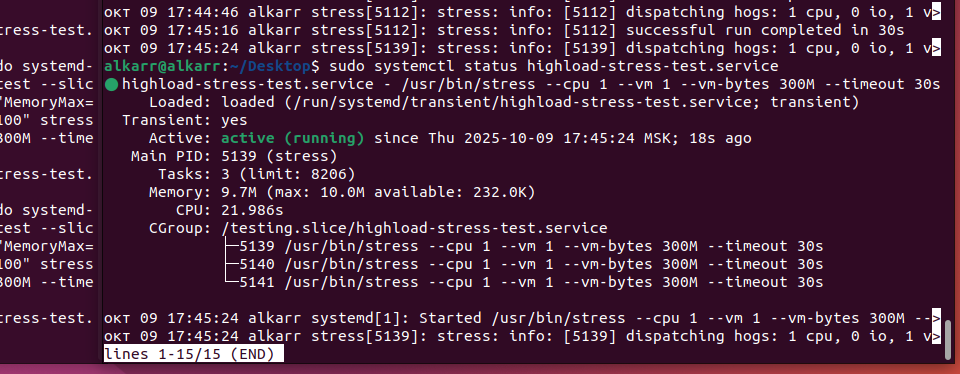 окт 09 17:44:46 alkarr stress[5112]: stress: info: [5112] dispatching hogs: 1 cpu, 0 io, 1 v>
tress-test. окт 09 17:45:16 alkarr stress[5112]: stress: info: [5112] successful run completed in 30s
окт 09 17:45:24 alkarr stress[5139]: stress: info: [5139] dispatching hogs: 1 cpu, 0 io, 1 v>
do systemd- alkarr@alkarr:~/Desktop$ sudo systemctl status highload-stress-test.service
test --slic ● highload-stress-test.service - /usr/bin/stress --cpu 1 --vm 1 --vm-bytes 300M --timeout 30s
"MemoryMax= Loaded: loaded (/run/systemd/transient/highload-stress-test.service; transient)
100" stress Transient: yes
300M --time Active: active (running) since Thu 2025-10-09 17:45:24 MSK; 18s ago
Main PID: 5139 (stress)
tress-test. Tasks: 3 (limit: 8206)
Memory: 9.7M (max: 10.0M available: 232.0K)
do systemd- CPU: 21.986s
test --slic CGroup: /testing.slice/highload-stress-test.service
"MemoryMax= ├─5139 /usr/bin/stress --cpu 1 --vm 1 --vm-bytes 300M --timeout 30s
100" stress ├─5140 /usr/bin/stress --cpu 1 --vm 1 --vm-bytes 300M --timeout 30s
300M --time └─5141 /usr/bin/stress --cpu 1 --vm 1 --vm-bytes 300M --timeout 30s
tress-test. окт 09 17:45:24 alkarr systemd[1]: Started /usr/bin/stress --cpu 1 --vm 1 --vm-bytes 300M -->
окт 09 17:45:24 alkarr stress[5139]: stress: info: [5139] dispatching hogs: 1 cpu, 0 io, 1 v>
lines 1-15/15 (END)